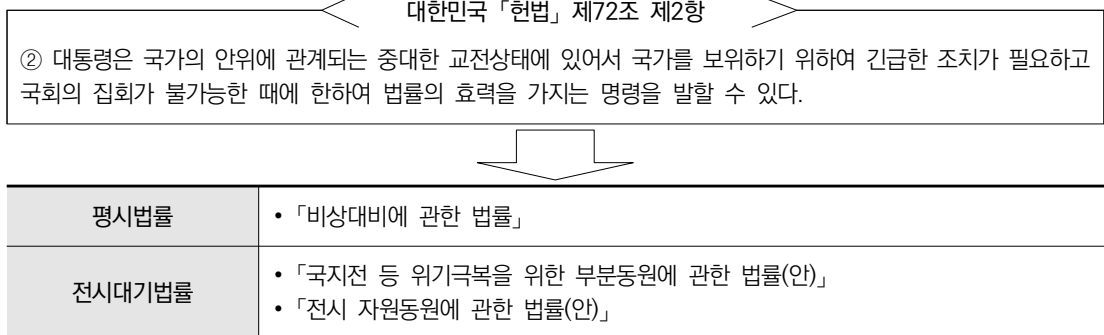 대한민국「헌법」제72조 제2항
② 대통령은 국가의 안위에 관계되는 중대한 교전상태에 있어서 국가를 보위하기 위하여 긴급한 조치가 필요하고
국회의 집회가 불가능한 때에 한하여 법률의 효력을 가지는 명령을 발할 수 있다.
평시법률
•「비상대비에 관한 법률」
전시대기법률
•「국지전 등 위기극복을 위한 부분동원에 관한 법률(안)」
•「전시 자원동원에 관한 법률(안)」